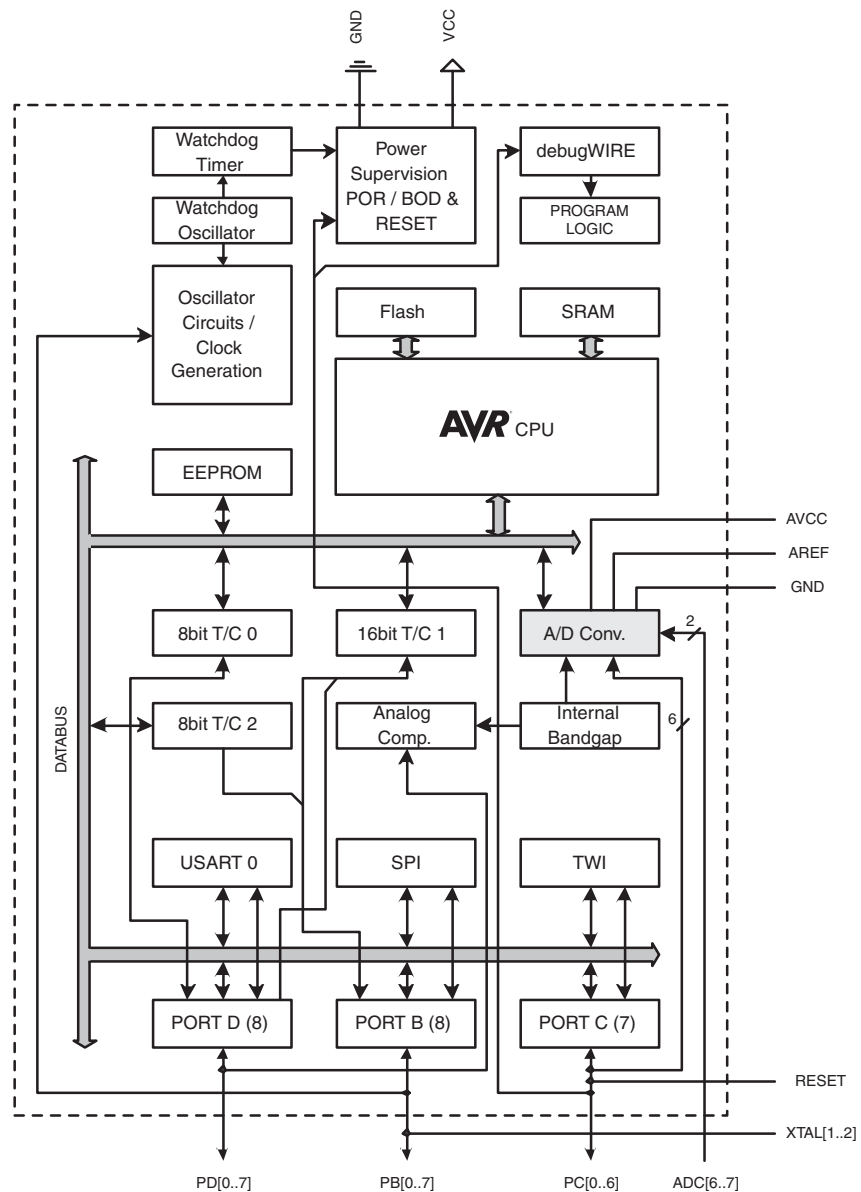 GND
VCC
Watchdog
Timer
Power
Supervision
POR / BOD &
RESET
debugWIRE
Watchdog
Oscillator
PROGRAM
LOGIC
Oscillator
Circuits /
Clock
Generation
Flash
SRAM
AVR CPU
EEPROM
AVCC
AREF
GND
8bit T/C 0
16bit T/C 1
A/D Conv.
2
DATABUS
8bit T/C 2
Analog
Comp.
Internal
Bandgap
6
USART 0
SPI
TWI
PORT D (8)
PORT B (8)
PORT C (7)
RESET
XTAL[1..2]
PD[0..7]
PB[0..7]
PC[0..6]
ADC[6..7]